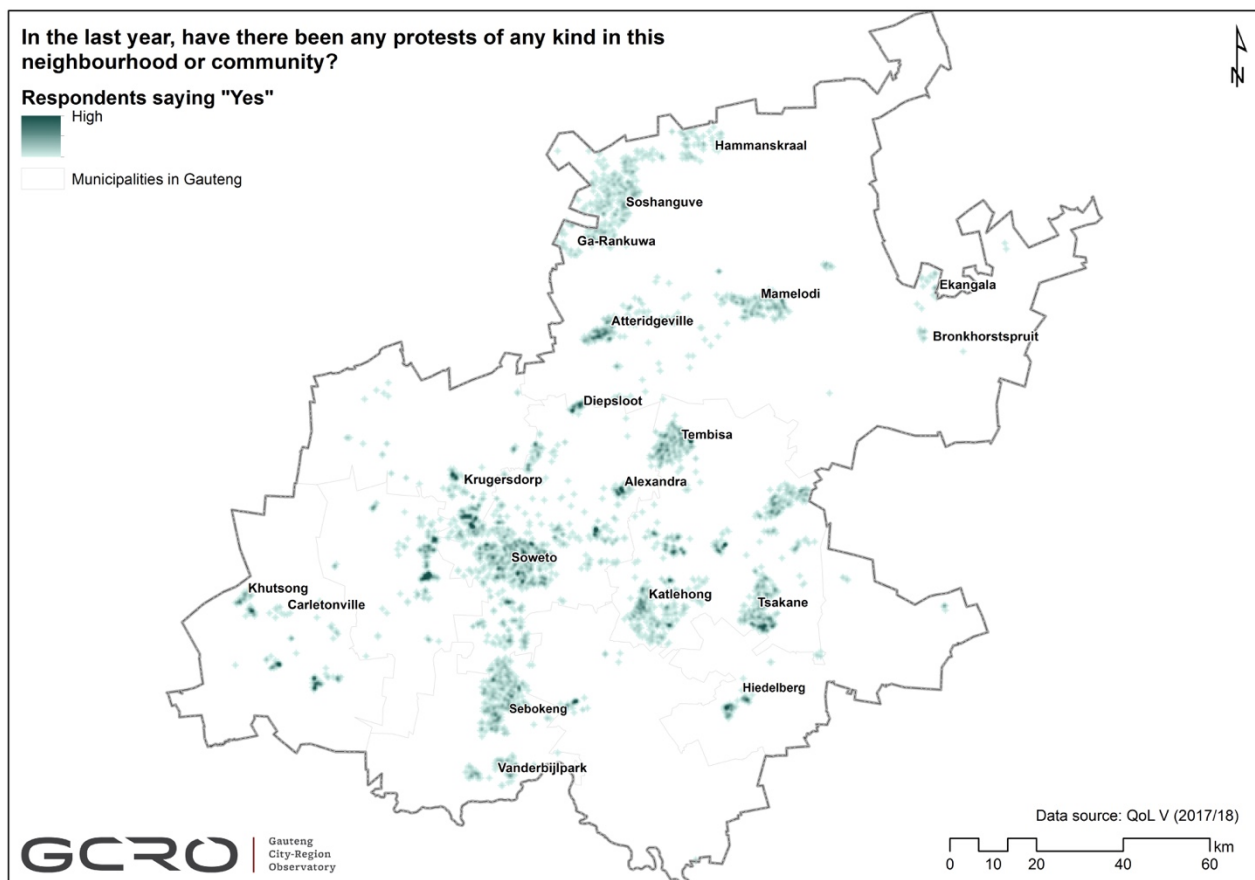 In the last year, have there been any protests of any kind in this
neighbourhood or community?
Respondents saying "Yes"
High
Municipalities in Gauteng
N
Hammanskraal
Soshanguve
Ga-Rankuwa
Mamelodi
Ekangala
Atteridgeville
Bronkhorstspruit
Diepsloot
Tembisa
Krugersdorp
Alexandra
Soweto
Khutsong
Carletonville
Katlehong
Tsakane
Hiedelberg
Sebokeng
Vanderbijlpark
Data source: QoL V (2017/18)
GCRO
Gauteng
City-Region
Observatory
km
0 10 20 40 60